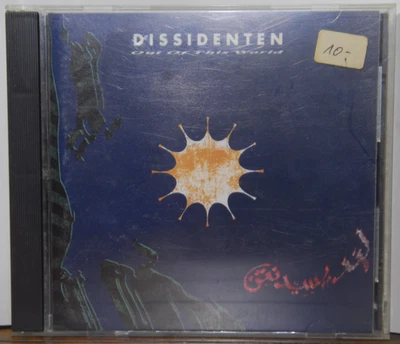 DISSIDENTEN
Out Of This World
10,-